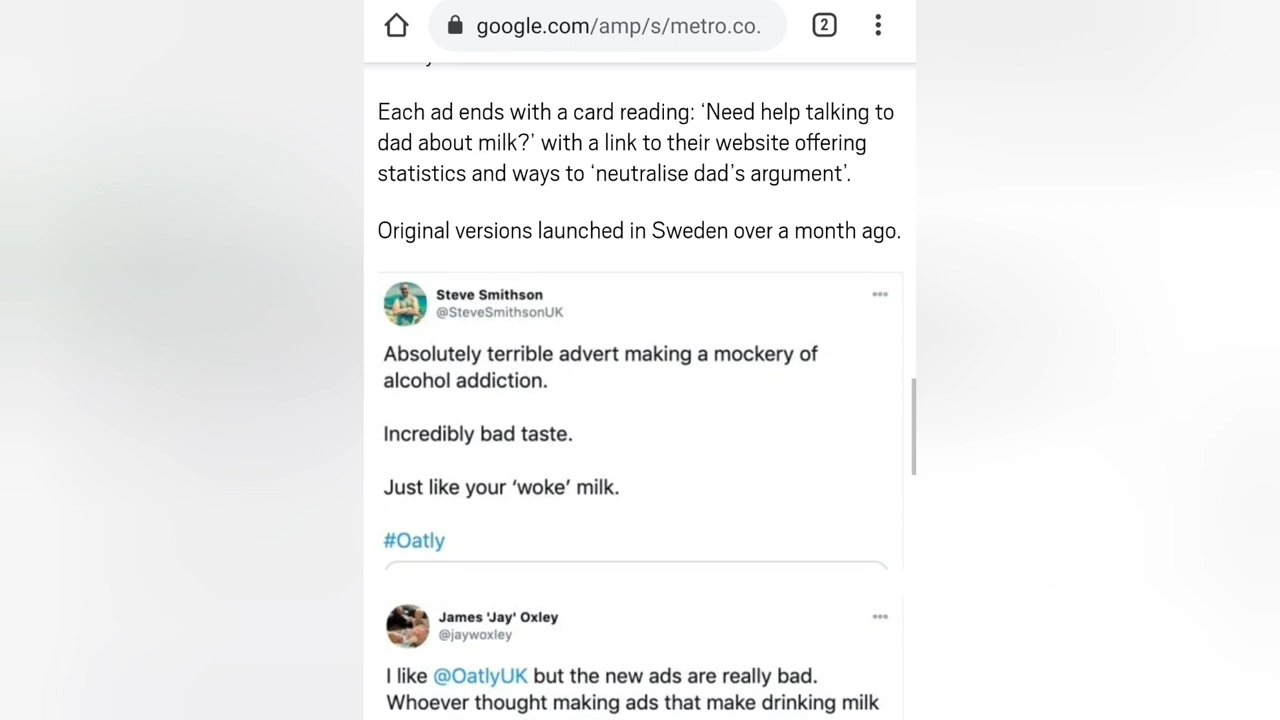 google.com/amp/s/metro.co.
2
Each ad ends with a card reading: ‘Need help talking to
dad about milk?’ with a link to their website offering
statistics and ways to ‘neutralise dad’s argument’.
Original versions launched in Sweden over a month ago.
Steve Smithson
@SteveSmithsonUK
Absolutely terrible advert making a mockery of
alcohol addiction.
Incredibly bad taste.
Just like your ‘woke’ milk.
#Oatly
James 'Jay' Oxley
@jaywoxley
I like @OatlyUK but the new ads are really bad.
Whoever thought making ads that make drinking milk